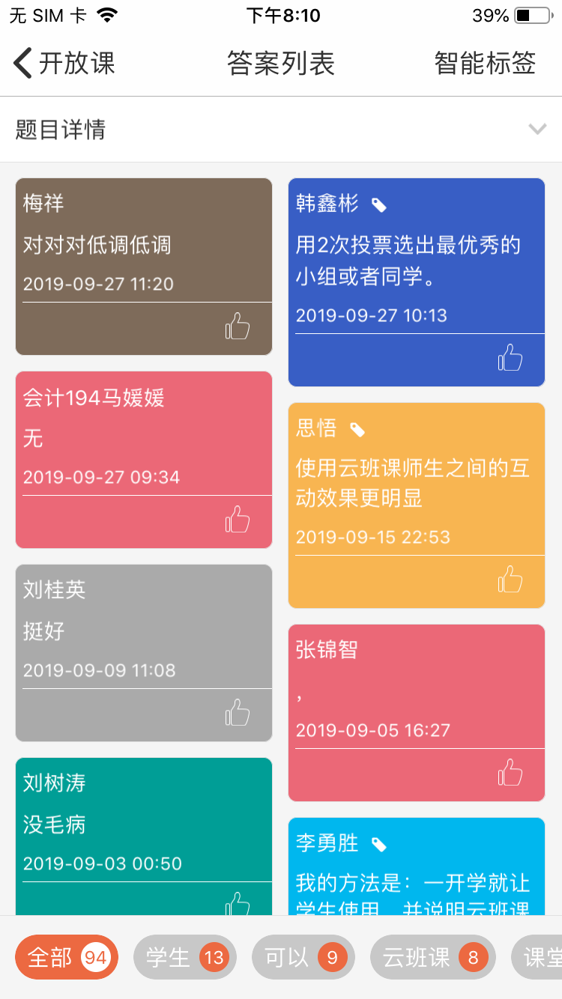 无 SIM 卡
下午8:10
39%
开放课
答案列表
智能标签
题目详情
梅祥
对对对低调低调
2019-09-27 11:20
韩鑫彬
用2次投票选出最优秀的
小组或者同学。
2019-09-27 10:13
会计194马媛媛
无
2019-09-27 09:34
思悟
使用云班课师生之间的互
动效果更明显
2019-09-15 22:53
刘桂英
挺好
2019-09-09 11:08
张锦智
，
2019-09-05 16:27
刘树涛
没毛病
2019-09-03 00:50
李勇胜
我的方法是：一开学就让
学生使用，并说明云班课
全部 94
学生 13
可以 9
云班课 8
课堂